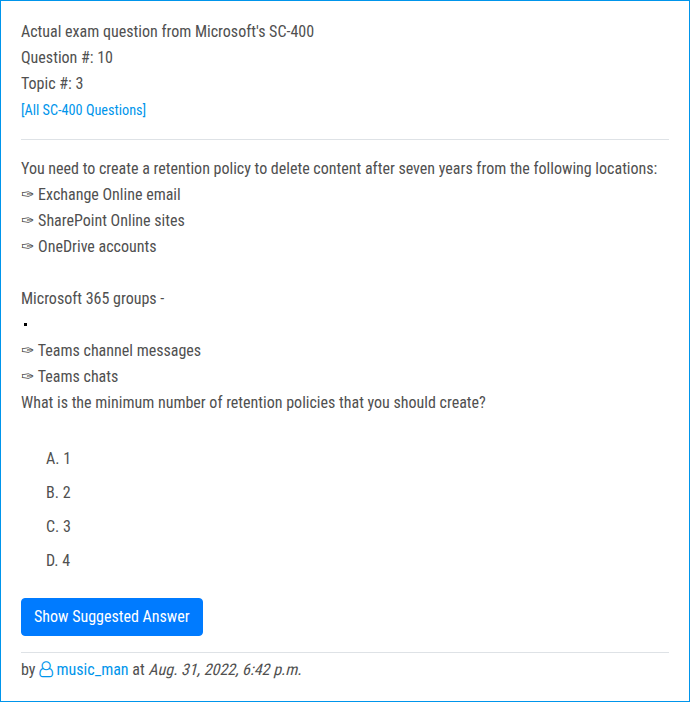 Actual exam question from Microsoft's SC-400
Question #: 10
Topic #: 3
[All SC-400 Questions]
You need to create a retention policy to delete content after seven years from the following locations:
✑ Exchange Online email
✑ SharePoint Online sites
✑ OneDrive accounts
Microsoft 365 groups -
▪
✑ Teams channel messages
✑ Teams chats
What is the minimum number of retention policies that you should create?
A. 1
B. 2
C. 3
D. 4
Show Suggested Answer
by music_man at Aug. 31, 2022, 6:42 p.m.